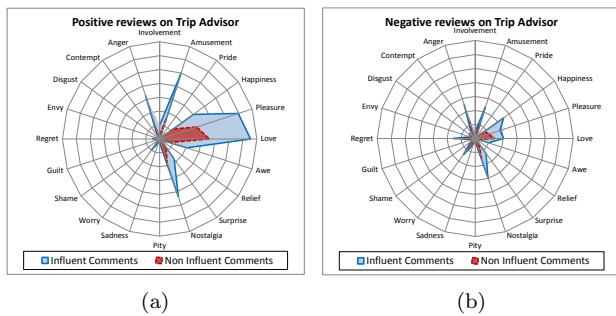 Positive reviews on Trip Advisor
Involvement
Anger
Amusement
Contempt
Pride
Disgust
Happiness
Envy
Pleasure
Regret
Love
Guilt
Awe
Shame
Relief
Worry
Surprise
Sadness
Nostalgia
Pity
Influent Comments
Non Influent Comments
(a)
Negative reviews on Trip Advisor
Involvement
Anger
Amusement
Contempt
Pride
Disgust
Happiness
Envy
Pleasure
Regret
Love
Guilt
Awe
Shame
Relief
Worry
Surprise
Sadness
Nostalgia
Pity
Influent Comments
Non Influent Comments
(b)